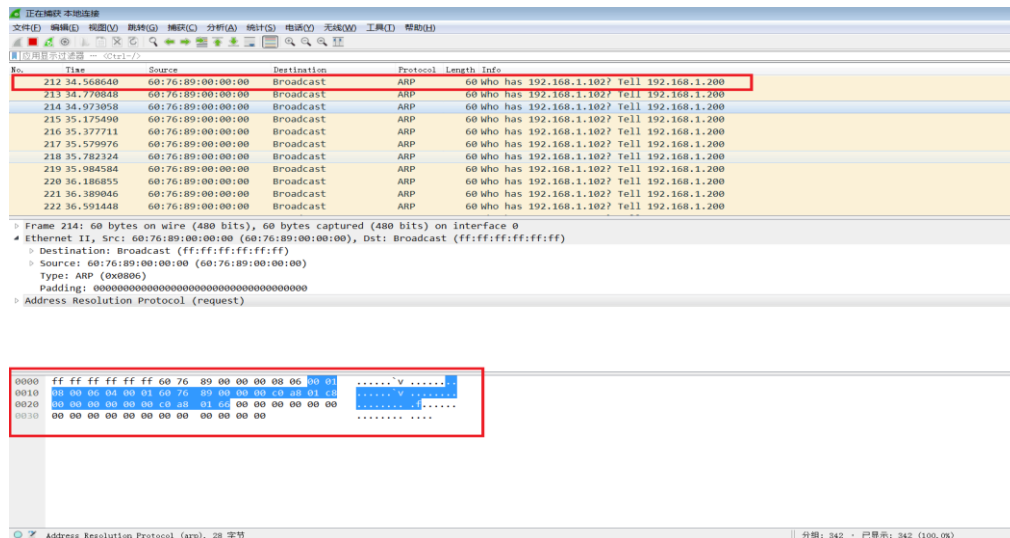 正在捕获 本地连接
文件(F) 编辑(E) 视图(V) 跳转(G) 捕获(C) 分析(A) 统计(S) 电话(Y) 无线(W) 工具(T) 帮助(H)
应用显示过滤器 — <Ctrl-/>
No. Time Source Destination Protocol Length Info
212 34.568640 60:76:89:00:00:00 Broadcast ARP 60 Who has 192.168.1.102? Tell 192.168.1.200
213 34.770848 60:76:89:00:00:00 Broadcast ARP 60 Who has 192.168.1.102? Tell 192.168.1.200
214 34.973058 60:76:89:00:00:00 Broadcast ARP 60 Who has 192.168.1.102? Tell 192.168.1.200
215 35.175490 60:76:89:00:00:00 Broadcast ARP 60 Who has 192.168.1.102? Tell 192.168.1.200
216 35.377711 60:76:89:00:00:00 Broadcast ARP 60 Who has 192.168.1.102? Tell 192.168.1.200
217 35.579976 60:76:89:00:00:00 Broadcast ARP 60 Who has 192.168.1.102? Tell 192.168.1.200
218 35.782324 60:76:89:00:00:00 Broadcast ARP 60 Who has 192.168.1.102? Tell 192.168.1.200
219 35.984584 60:76:89:00:00:00 Broadcast ARP 60 Who has 192.168.1.102? Tell 192.168.1.200
220 36.186855 60:76:89:00:00:00 Broadcast ARP 60 Who has 192.168.1.102? Tell 192.168.1.200
221 36.389046 60:76:89:00:00:00 Broadcast ARP 60 Who has 192.168.1.102? Tell 192.168.1.200
222 36.591448 60:76:89:00:00:00 Broadcast ARP 60 Who has 192.168.1.102? Tell 192.168.1.200
Frame 214: 60 bytes on wire (480 bits), 60 bytes captured (480 bits) on interface 0
Ethernet II, Src: 60:76:89:00:00:00 (60:76:89:00:00:00), Dst: Broadcast (ff:ff:ff:ff:ff:ff)
Destination: Broadcast (ff:ff:ff:ff:ff:ff)
Source: 60:76:89:00:00:00 (60:76:89:00:00:00)
Type: ARP (0x0806)
Padding: 000000000000000000000000000000000000
Address Resolution Protocol (request)
0000 ff ff ff ff ff ff 60 76 89 00 00 00 08 06 00 01 ......`v ........
0010 08 00 06 04 00 01 60 76 89 00 00 00 c0 a8 01 c8 ......`v ........
0020 00 00 00 00 00 00 c0 a8 01 66 00 00 00 00 00 00 ........ .f......
0030 00 00 00 00 00 00 00 00 00 00 00 00 ........ ....
Address Resolution Protocol (arp), 28 字节 分组: 342 · 已显示: 342 (100.0%)